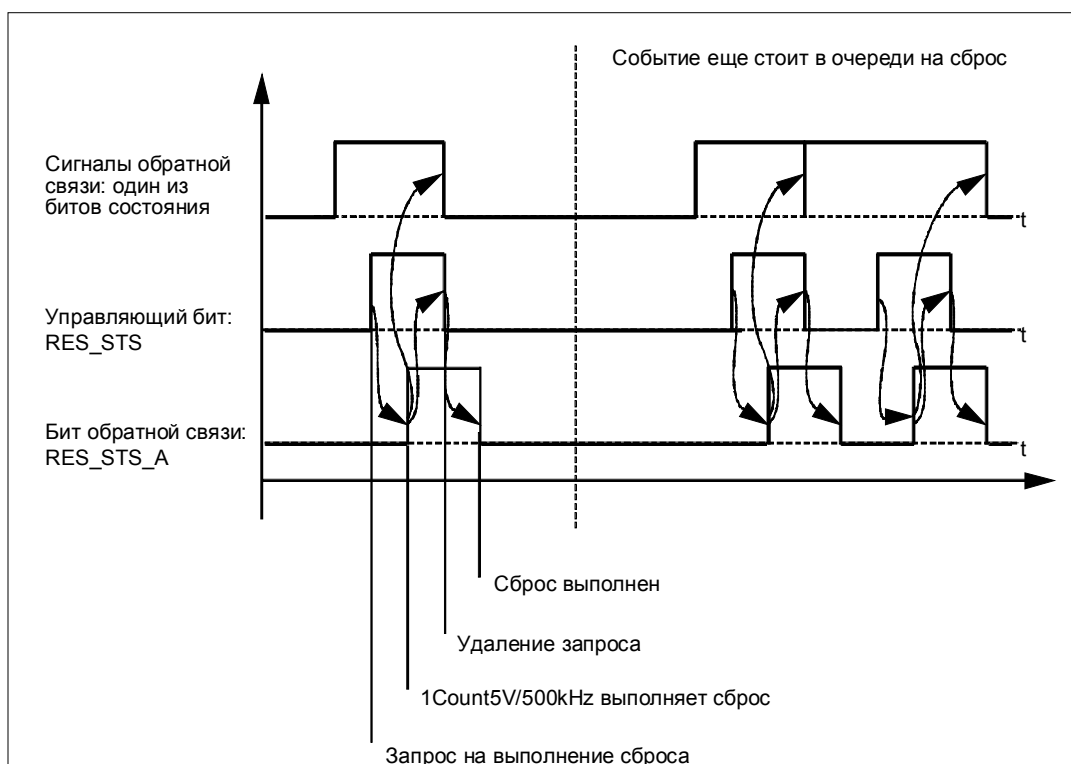 Событие еще стоит в очереди на сброс
Сигналы обратной
связи: один из
битов состояния
t
Управляющий бит:
RES_STS
t
Бит обратной связи:
RES_STS_A
t
Сброс выполнен
Удаление запроса
1Count5V/500kHz выполняет сброс
Запрос на выполнение сброса